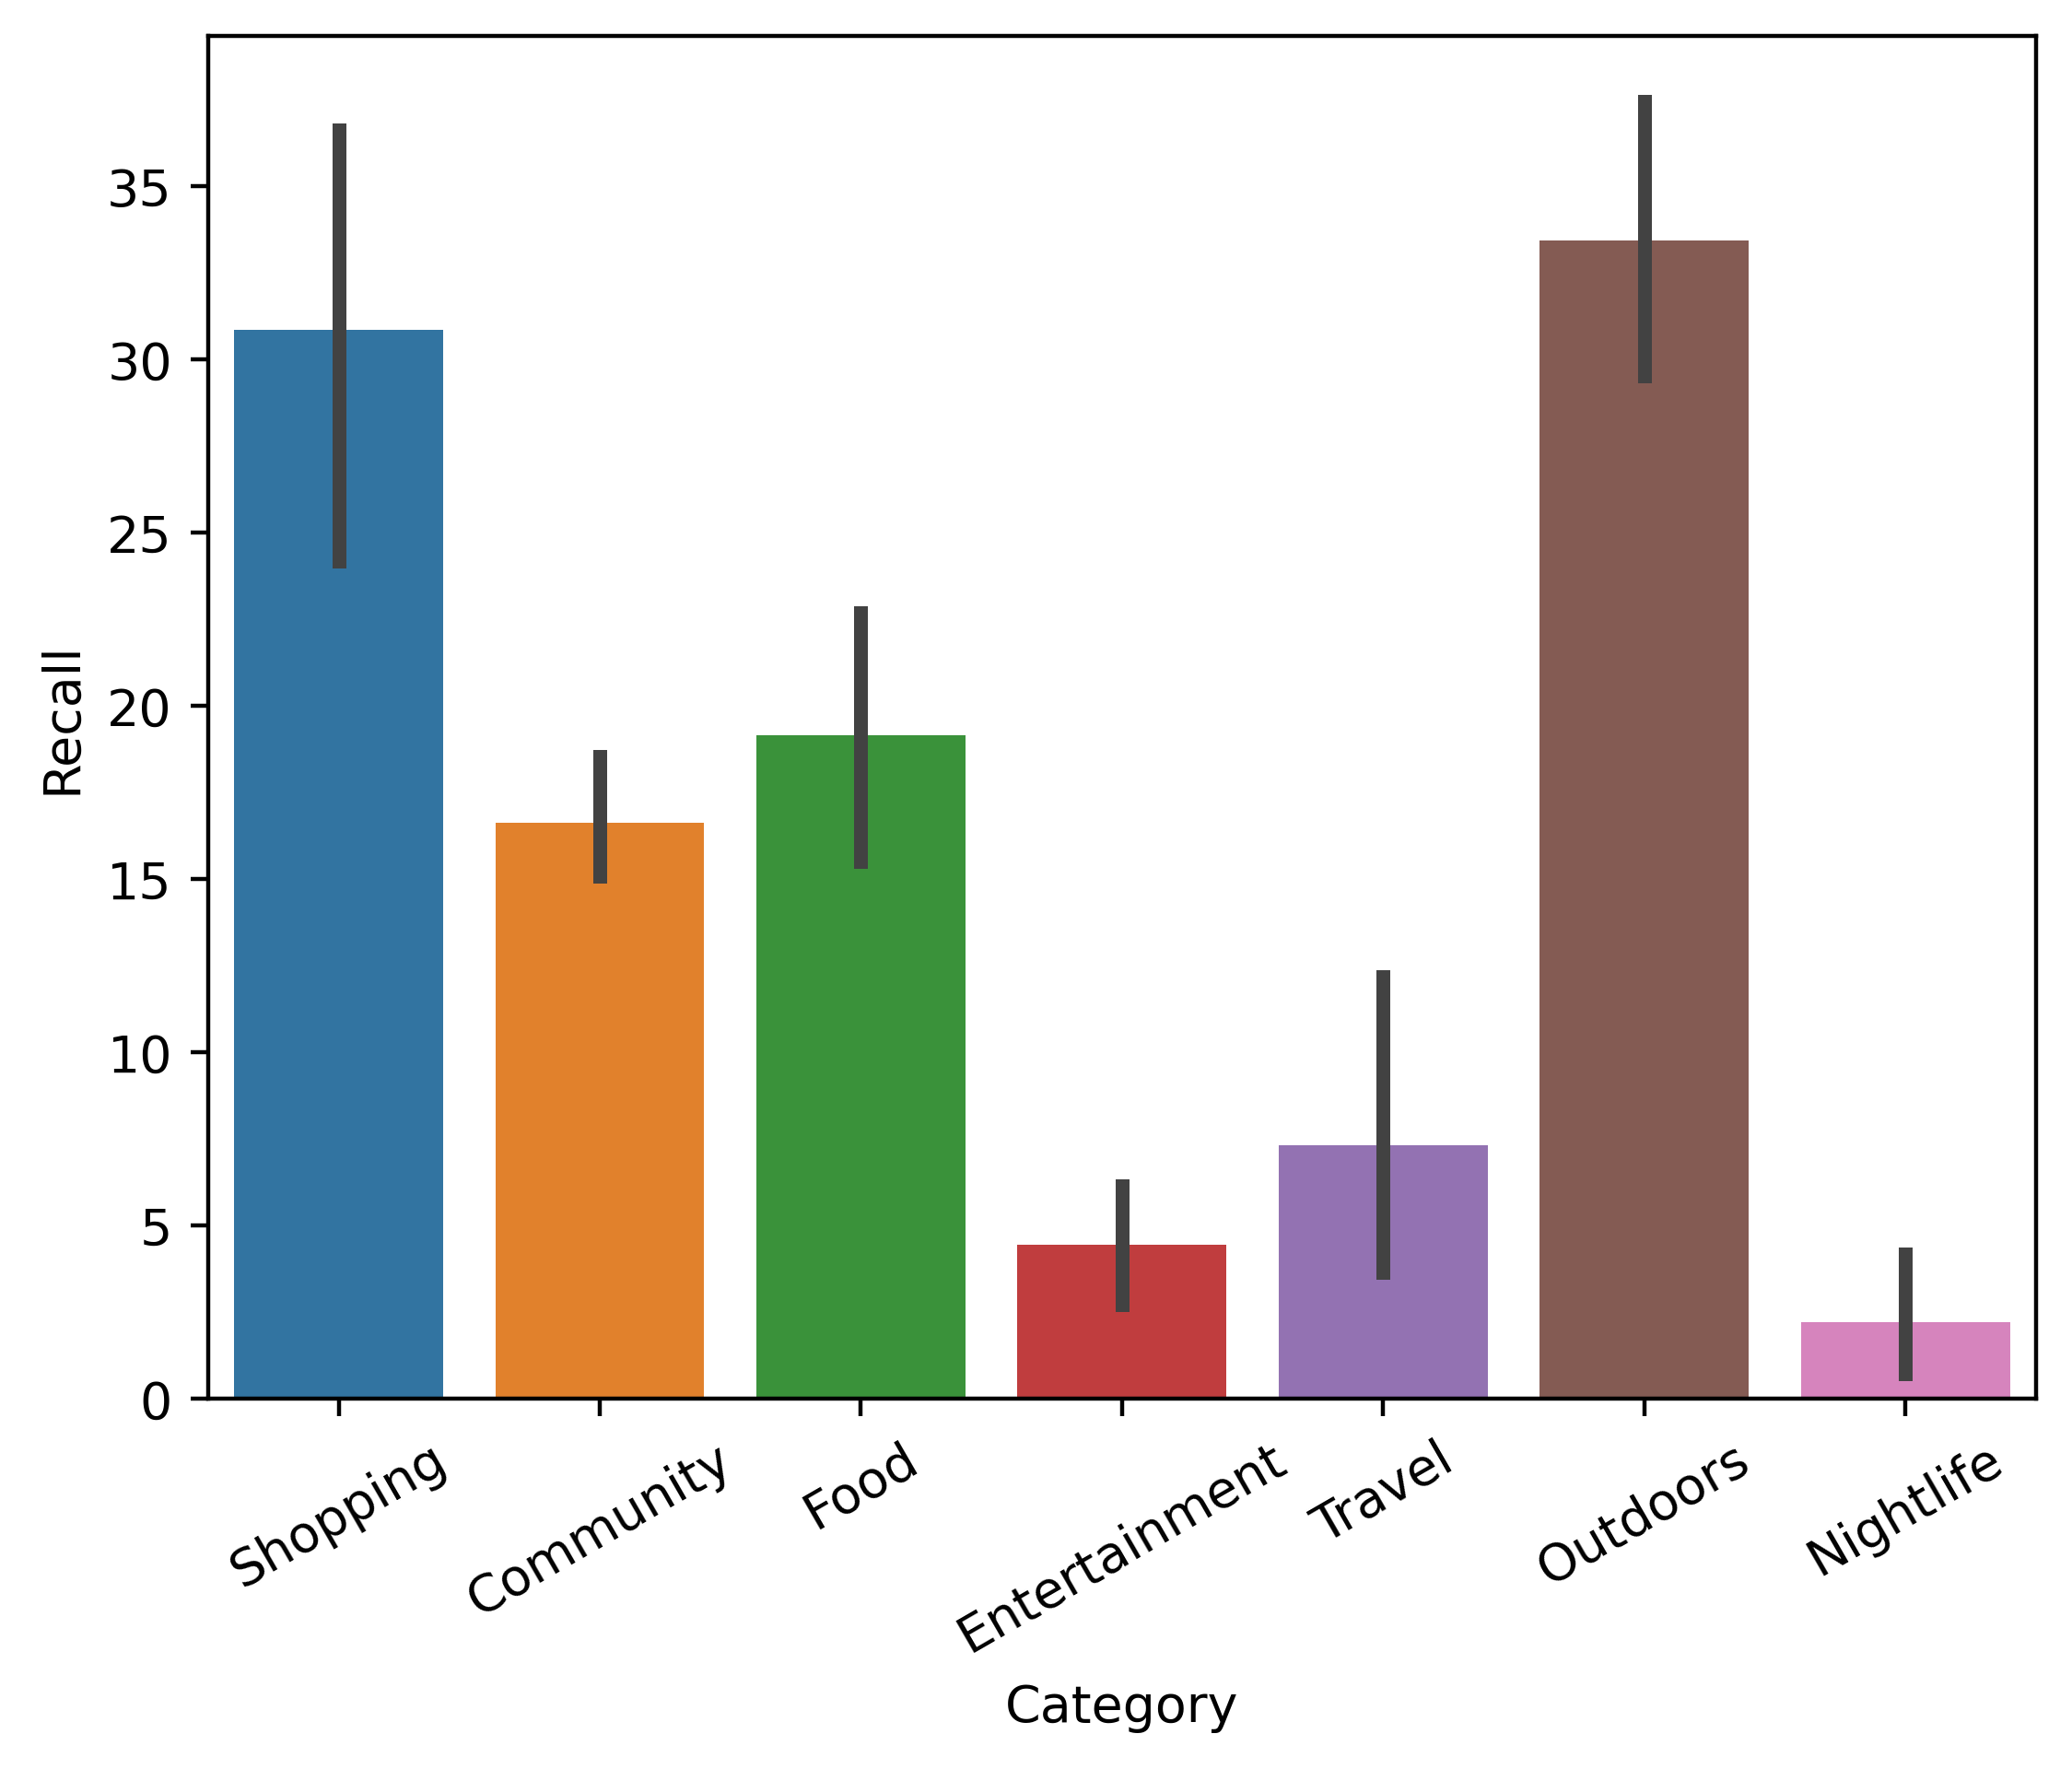 Recall
35
30
25
20
15
10
5
0
Shopping
Community
Food
Entertainment
Travel
Outdoors
Nightlife
Category